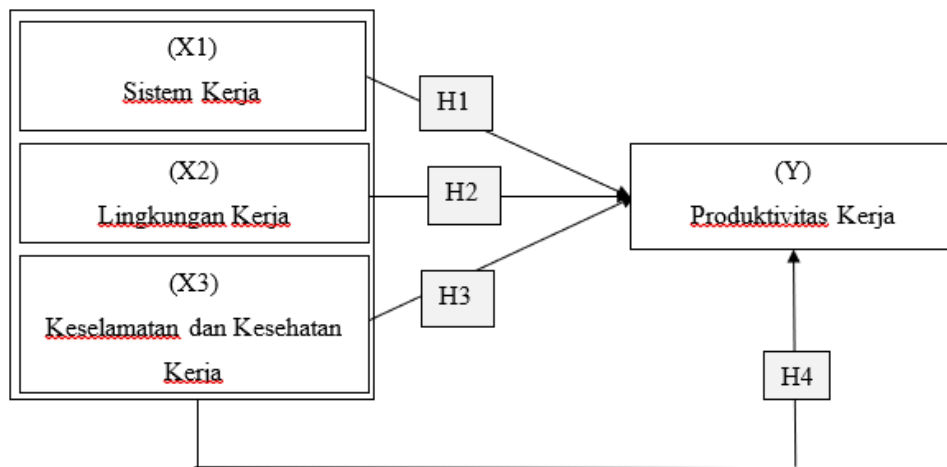 (X1)
Sistem Kerja
H1
(X2)
Lingkungan Kerja
H2
(Y)
Produktivitas Kerja
(X3)
Keselamatan dan Kesehatan
Kerja
H3
H4